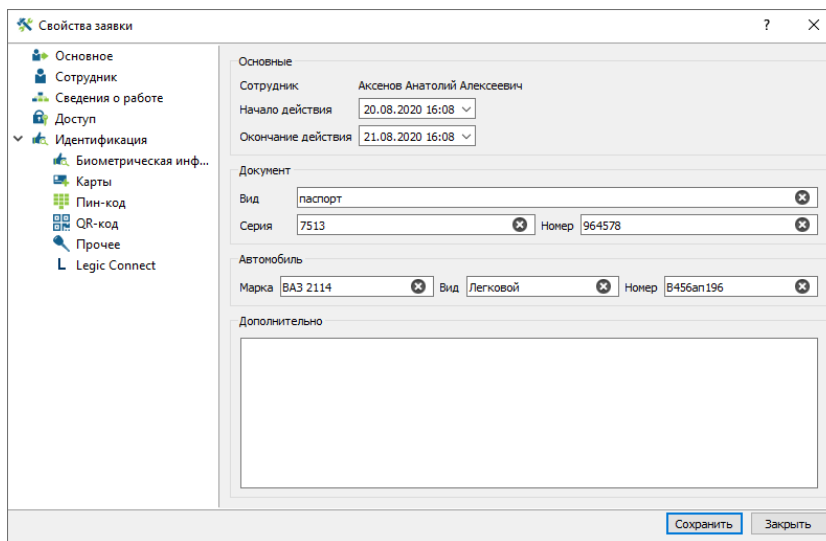 Свойства заявки ? ×
Основное
Сотрудник
Сведения о работе
Доступ
Идентификация
Биометрическая инф...
Карты
Пин-код
QR-код
Прочее
L Legic Connect
Основные
Сотрудник Аксенов Анатолий Алексеевич
Начало действия 20.08.2020 16:08
Окончание действия 21.08.2020 16:08
Документ
Вид паспорт
Серия 7513 Номер 964578
Автомобиль
Марка ВАЗ 2114 Вид Легковой Номер В456ап196
Дополнительно
Сохранить Закрыть